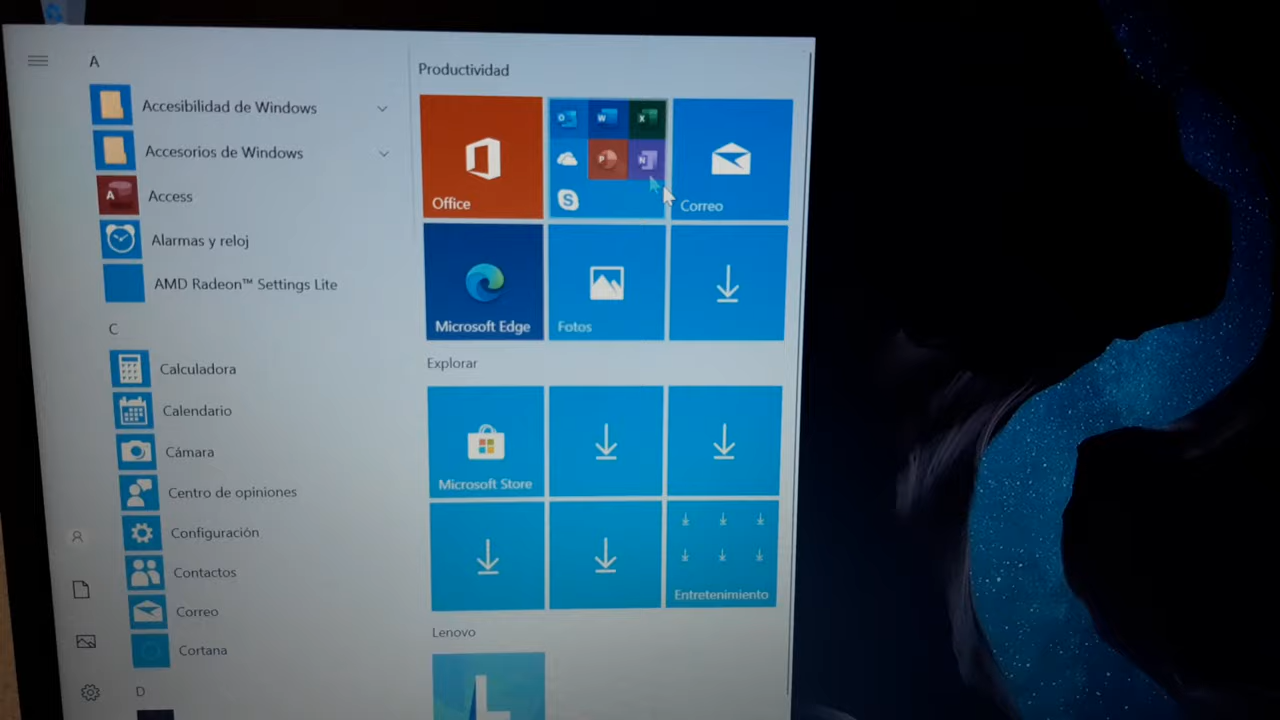 A
Accesibilidad de Windows
Accesorios de Windows
Access
Alarmas y reloj
AMD Radeon™ Settings Lite
C
Calculadora
Calendario
Cámara
Centro de opiniones
Configuración
Contactos
Correo
Cortana
D
Productividad
Office
Correo
Microsoft Edge
Fotos
Explorar
Microsoft Store
Entretenimiento
Lenovo